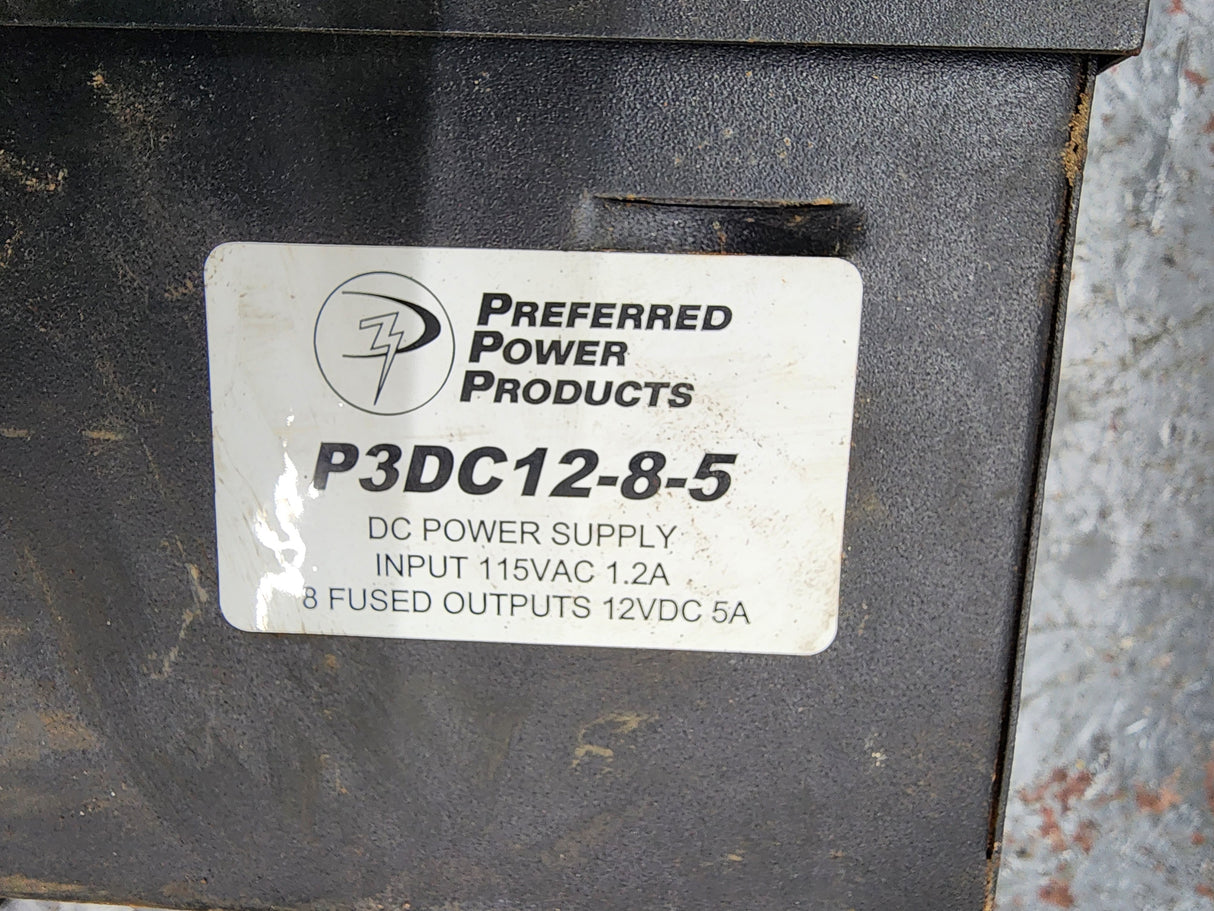 PREFERRED
POWER
PRODUCTS
P3DC12-8-5
DC POWER SUPPLY
INPUT 115VAC 1.2A
8 FUSED OUTPUTS 12VDC 5A